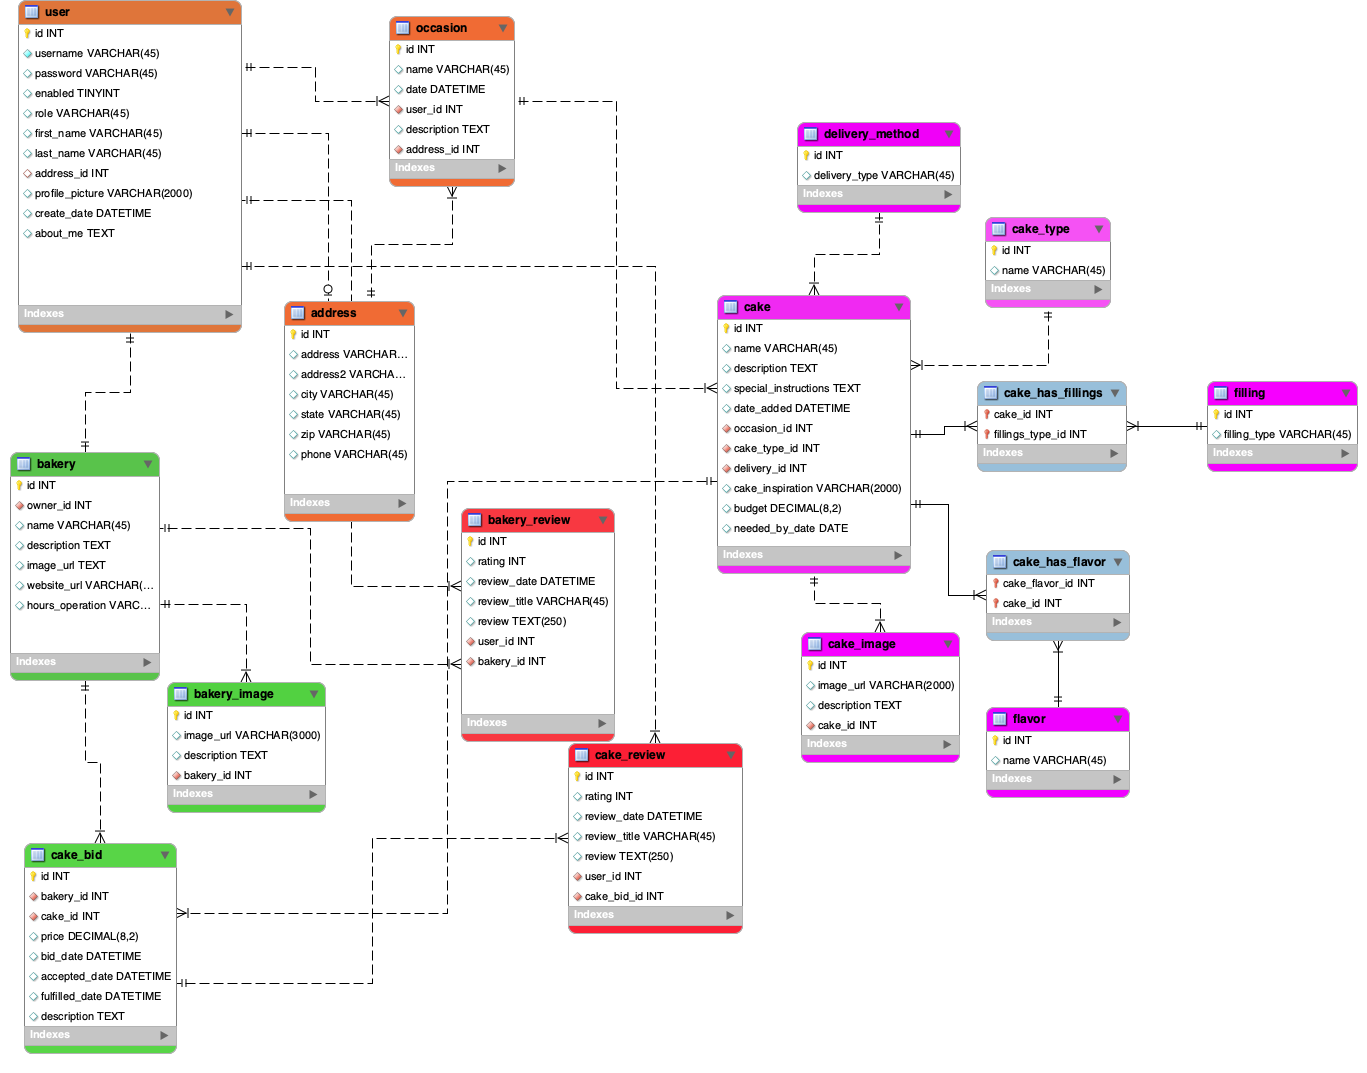 user
id INT
username VARCHAR(45)
password VARCHAR(45)
enabled TINYINT
role VARCHAR(45)
first_name VARCHAR(45)
last_name VARCHAR(45)
address_id INT
profile_picture VARCHAR(2000)
create_date DATETIME
about_me TEXT
Indexes
occasion
id INT
name VARCHAR(45)
date DATETIME
user_id INT
description TEXT
address_id INT
Indexes
delivery_method
id INT
delivery_type VARCHAR(45)
Indexes
cake_type
id INT
name VARCHAR(45)
Indexes
address
id INT
address VARCHAR...
address2 VARCHA...
city VARCHAR(45)
state VARCHAR(45)
zip VARCHAR(45)
phone VARCHAR(45)
Indexes
cake
id INT
name VARCHAR(45)
description TEXT
special_instructions TEXT
date_added DATETIME
occasion_id INT
cake_type_id INT
delivery_id INT
cake_inspiration VARCHAR(2000)
budget DECIMAL(8,2)
needed_by_date DATE
Indexes
cake_has_fillings
cake_id INT
fillings_type_id INT
Indexes
filling
id INT
filling_type VARCHAR(45)
Indexes
bakery
id INT
owner_id INT
name VARCHAR(45)
description TEXT
image_url TEXT
website_url VARCHAR(...
hours_operation VARC...
Indexes
bakery_review
id INT
rating INT
review_date DATETIME
review_title VARCHAR(45)
review TEXT(250)
user_id INT
bakery_id INT
Indexes
cake_has_flavor
cake_flavor_id INT
cake_id INT
Indexes
bakery_image
id INT
image_url VARCHAR(3000)
description TEXT
bakery_id INT
Indexes
cake_image
id INT
image_url VARCHAR(2000)
description TEXT
cake_id INT
Indexes
flavor
id INT
name VARCHAR(45)
Indexes
cake_review
id INT
rating INT
review_date DATETIME
review_title VARCHAR(45)
review TEXT(250)
user_id INT
cake_bid_id INT
Indexes
cake_bid
id INT
bakery_id INT
cake_id INT
price DECIMAL(8,2)
bid_date DATETIME
accepted_date DATETIME
fulfilled_date DATETIME
description TEXT
Indexes